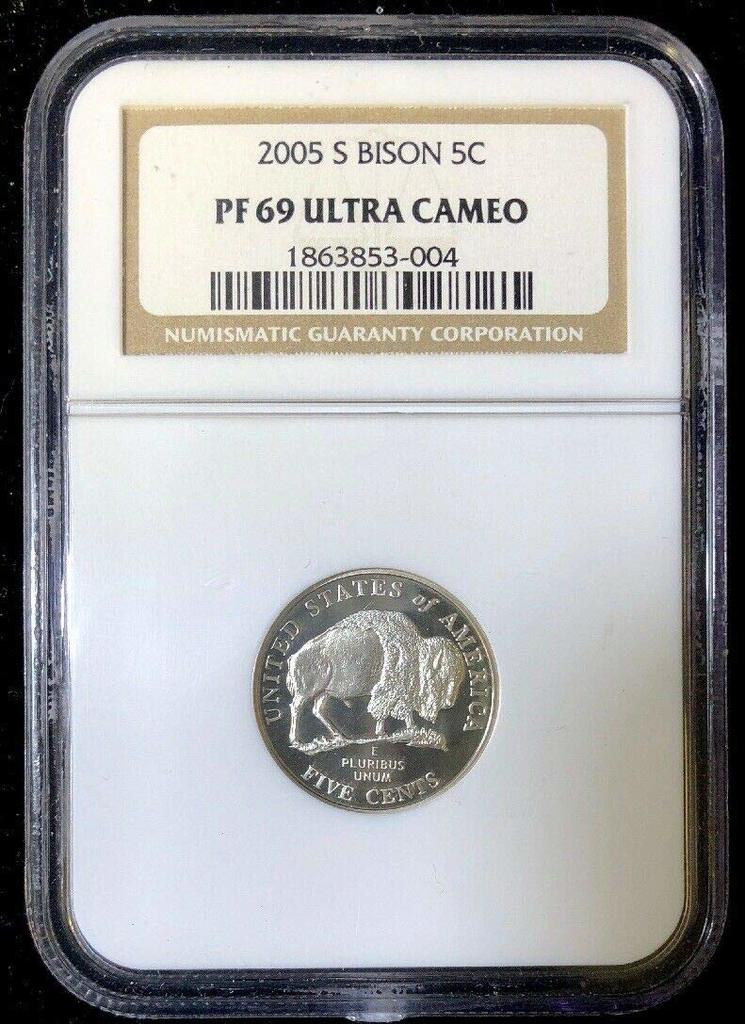 2005 S BISON 5C
PF 69 ULTRA CAMEO
1863853-004
NUMISMATIC GUARANTY CORPORATION
UNITED STATES of AMERICA
E
PLURIBUS
UNUM
FIVE CENTS